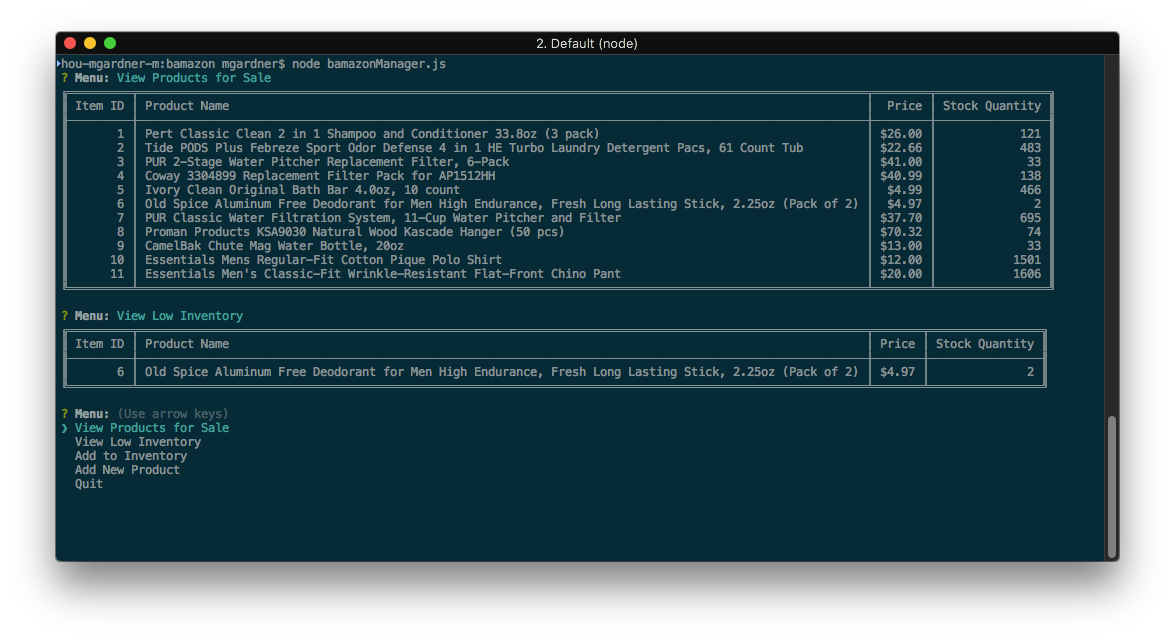 2. Default (node)
hou-mgardner-m:bamazon mgardner$ node bamazonManager.js
? Menu: View Products for Sale
Item ID Product Name Price Stock Quantity
1 Pert Classic Clean 2 in 1 Shampoo and Conditioner 33.8oz (3 pack) $26.00 121
2 Tide PODS Plus Febreze Sport Odor Defense 4 in 1 HE Turbo Laundry Detergent Pacs, 61 Count Tub $22.66 483
3 PUR 2-Stage Water Pitcher Replacement Filter, 6-Pack $41.00 33
4 Coway 3304899 Replacement Filter Pack for AP1512HH $40.99 138
5 Ivory Clean Original Bath Bar 4.0oz, 10 count $4.99 466
6 Old Spice Aluminum Free Deodorant for Men High Endurance, Fresh Long Lasting Stick, 2.25oz (Pack of 2) $4.97 2
7 PUR Classic Water Filtration System, 11-Cup Water Pitcher and Filter $37.70 695
8 Proman Products KSA9030 Natural Wood Kascade Hanger (50 pcs) $70.32 74
9 CamelBak Chute Mag Water Bottle, 20oz $13.00 33
10 Essentials Mens Regular-Fit Cotton Pique Polo Shirt $12.00 1501
11 Essentials Men's Classic-Fit Wrinkle-Resistant Flat-Front Chino Pant $20.00 1606
? Menu: View Low Inventory
Item ID Product Name Price Stock Quantity
6 Old Spice Aluminum Free Deodorant for Men High Endurance, Fresh Long Lasting Stick, 2.25oz (Pack of 2) $4.97 2
? Menu: (Use arrow keys)
❯ View Products for Sale
View Low Inventory
Add to Inventory
Add New Product
Quit